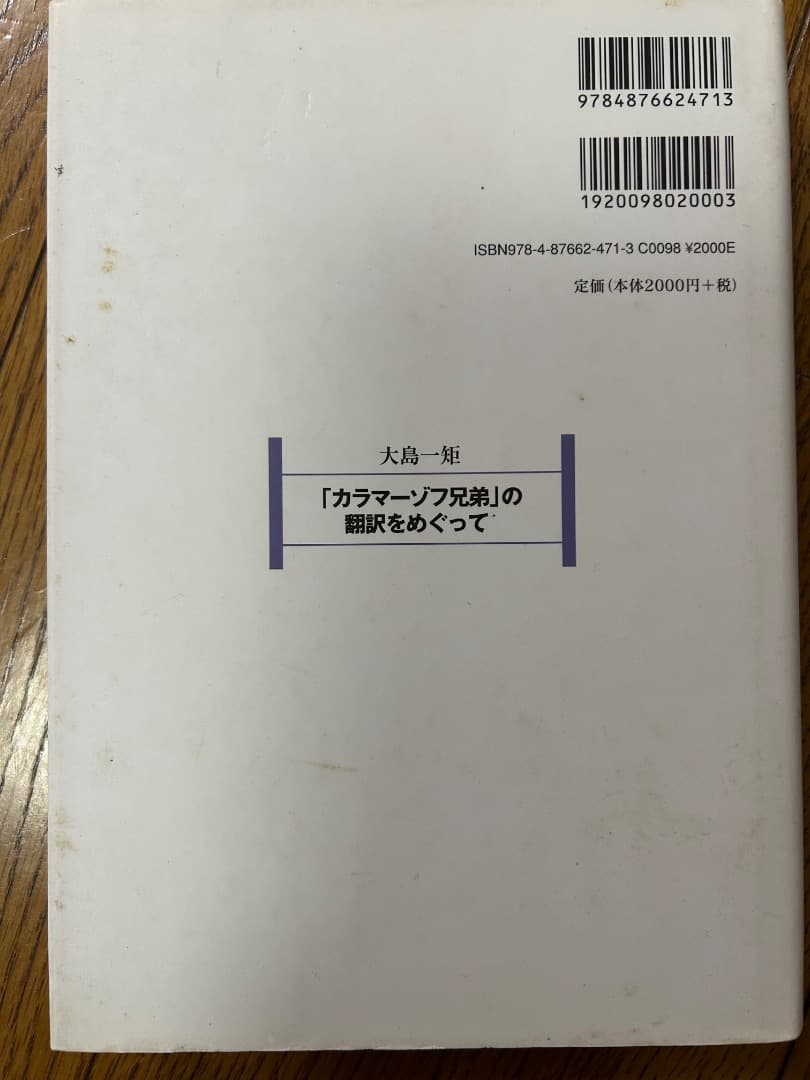 9784876624713
1920098020003
ISBN978-4-87662-471-3 C0098 ¥2000E
定価(本体2000円+税)
大島一矩
「カラマーゾフ兄弟」の
翻訳をめぐって